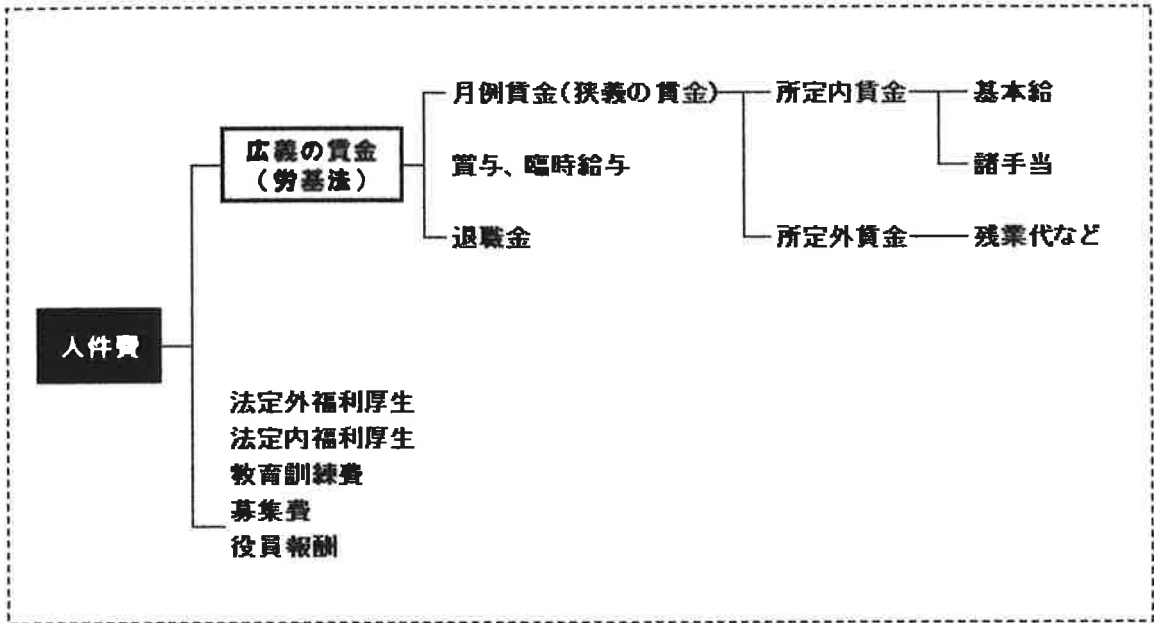 月例賃金(狭義の賃金) 所定内賃金 基本給
広義の賃金
(労基法)
賞与、臨時給与 諸手当
退職金 所定外賃金 残業代など
人件費
法定外福利厚生
法定内福利厚生
教育訓練費
募集費
役員報酬